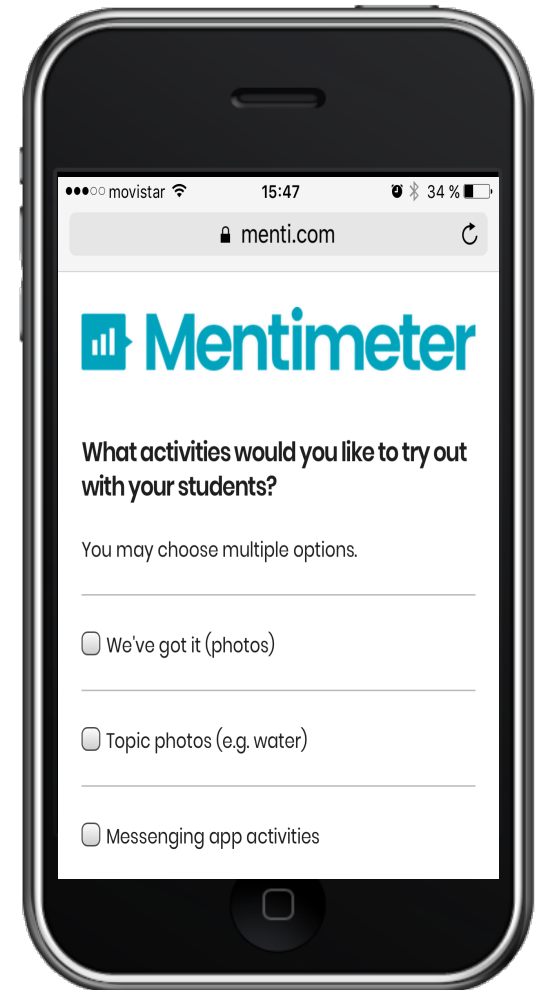 movistar 15:47 34 %
menti.com
Mentimeter
What activities would you like to try out
with your students?
You may choose multiple options.
We've got it (photos)
Topic photos (e.g. water)
Messenging app activities